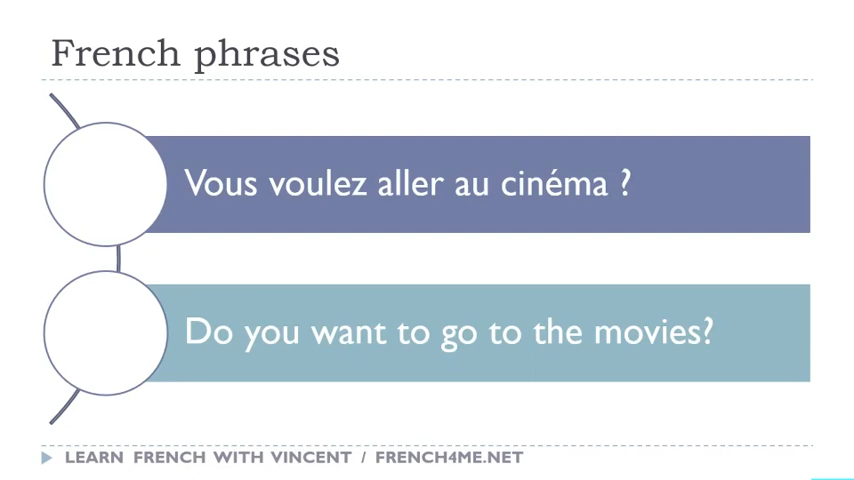 French phrases
Vous voulez aller au cinéma ?
Do you want to go to the movies?
LEARN FRENCH WITH VINCENT / FRENCH4ME.NET